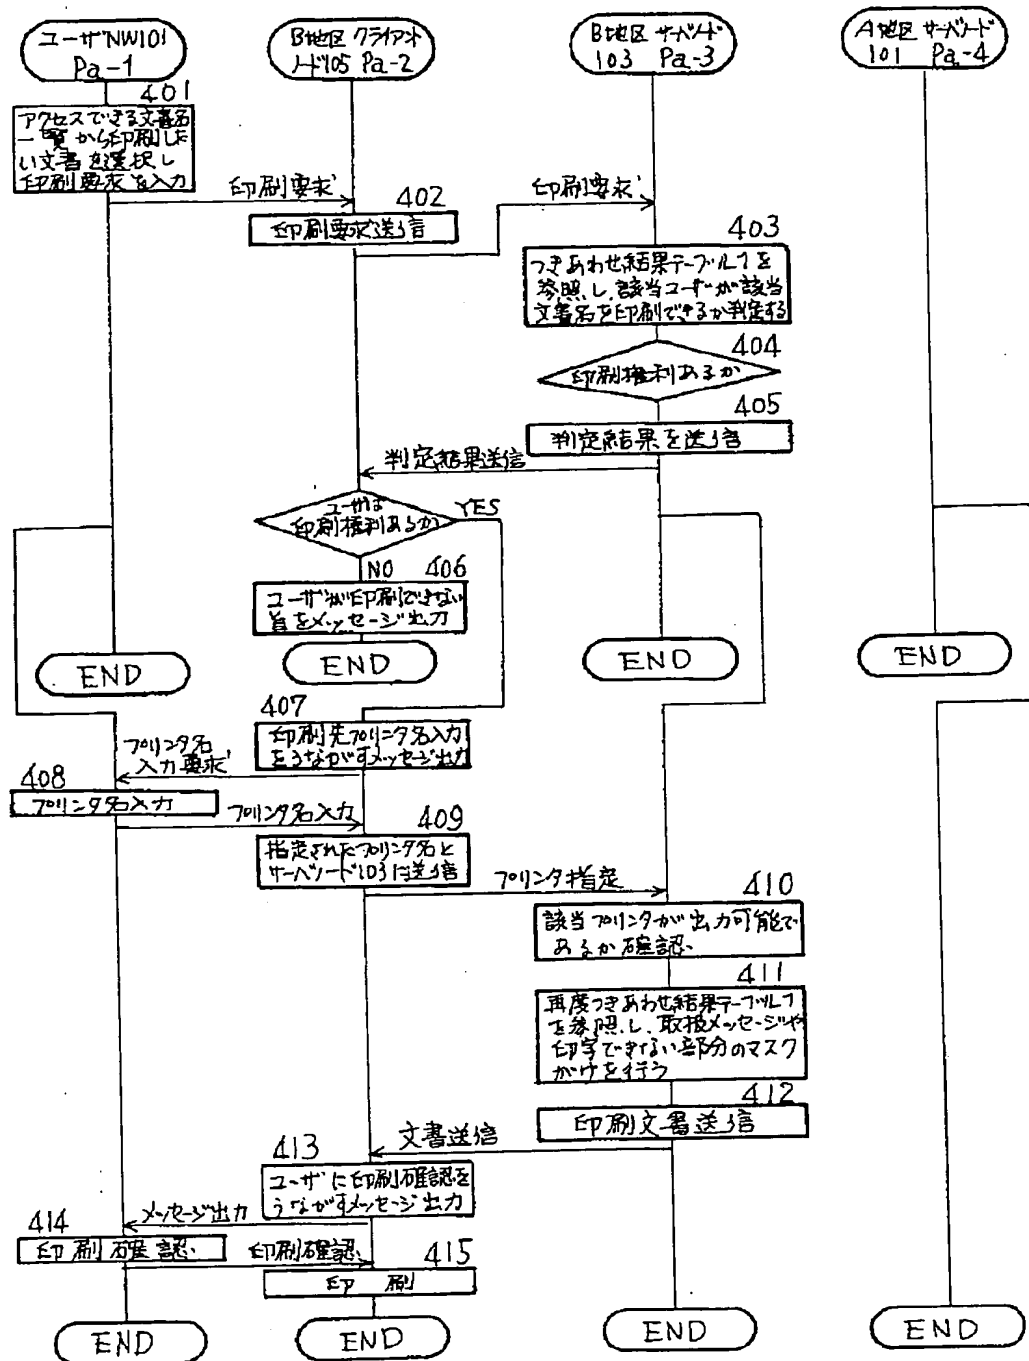 ユーザNW101
Pa-1
B地区 クライアント
ノード105 Pa-2
B地区 サーバノード
103 Pa-3
A地区 サーバノード
101 Pa-4
401
アクセスできる文書名
一覧から印刷した
い文書を選択し
印刷要求を入力
印刷要求
402
印刷要求送信
印刷要求
403
つきあわせ結果テーブル7を
参照し、該当ユーザが該当
文書名を印刷できるか判定する
404
印刷権利あるか
405
判定結果を送信
判定結果送信
ユーザは
印刷権利あるか
YES
NO
406
ユーザが印刷できない
旨をメッセージ出力
END
END
END
END
407
印刷先プリンタ名入力
をうながすメッセージ出力
プリンタ名
入力要求
408
プリンタ名入力
プリンタ名入力
409
指定されたプリンタ名を
サーバノード103に送信
プリンタ指定
410
該当プリンタが出力可能で
あるか確認
411
再度つきあわせ結果テーブル7
を参照し、取扱メッセージや
印字できない部分のマスク
がけを行う
412
印刷文書送信
文書送信
413
ユーザに印刷確認を
うながすメッセージ出力
メッセージ出力
414
印刷確認
印刷確認
415
印刷
END
END
END
END